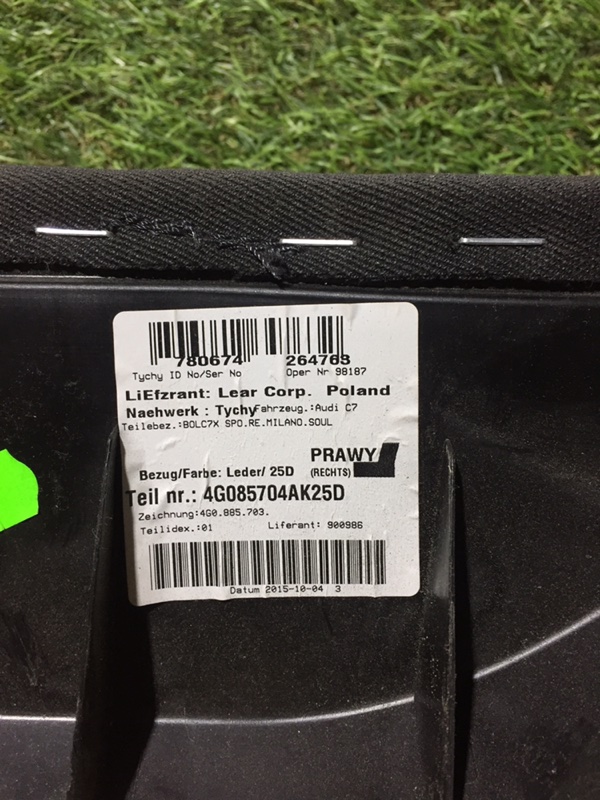 780674 264763
Tychy ID No/Ser No Oper Nr 98187
LiEfzrant: Lear Corp. Poland
Naehwerk : Tychy Fahrzeug.:Audi C7
Teilebez.:BOLC7X SPO.RE.MILANO.SOUL
PRAWY
Bezug/Farbe: Leder/ 25D (RECHTS)
Teil nr.: 4G085704AK25D
Zeichnung:4G0.885.703.
Teilidex.:01 Liferant: 900986
Datum 2015-10-04 3